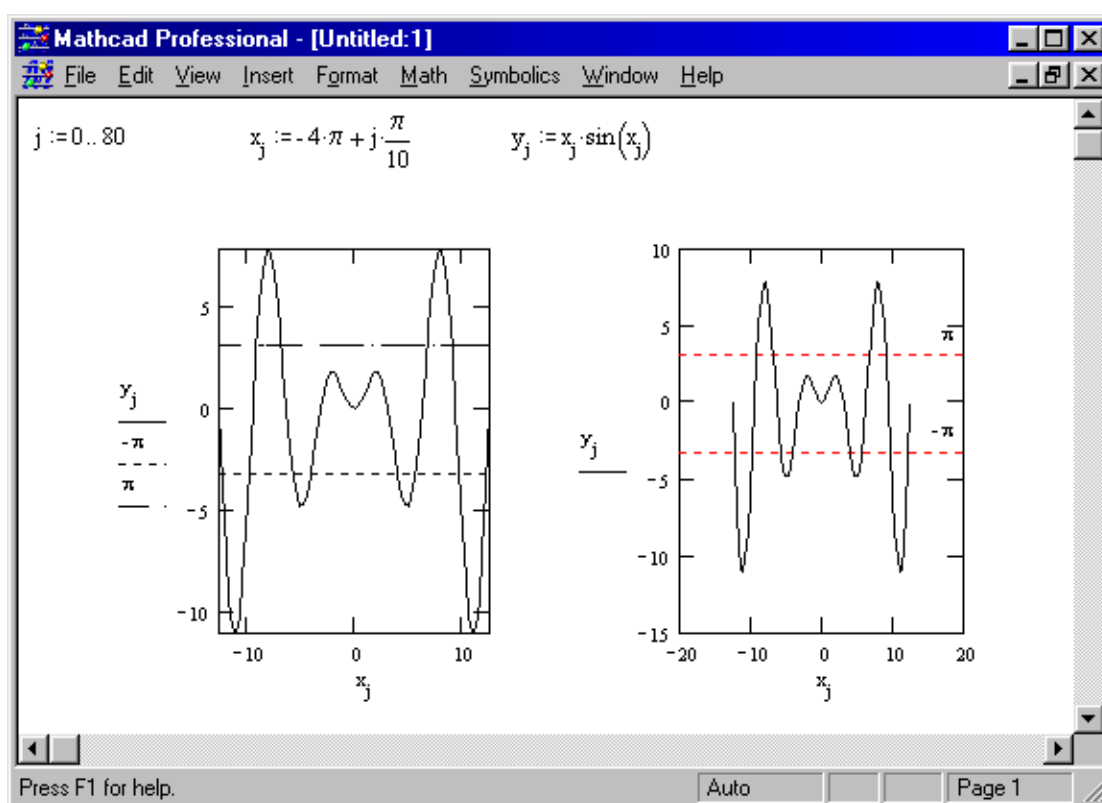 Mathcad Professional - [Untitled:1]
File Edit View Insert Format Math Symbolics Window Help
j := 0 .. 80
x_j := -4·π + j·π/10
y_j := x_j·sin(x_j)
y_j
-π
π
5
0
-5
-10
-10 0 10
x_j
y_j
10
5
0
-5
-10
-15
π
-π
-20 -10 0 10 20
x_j
Press F1 for help. Auto Page 1